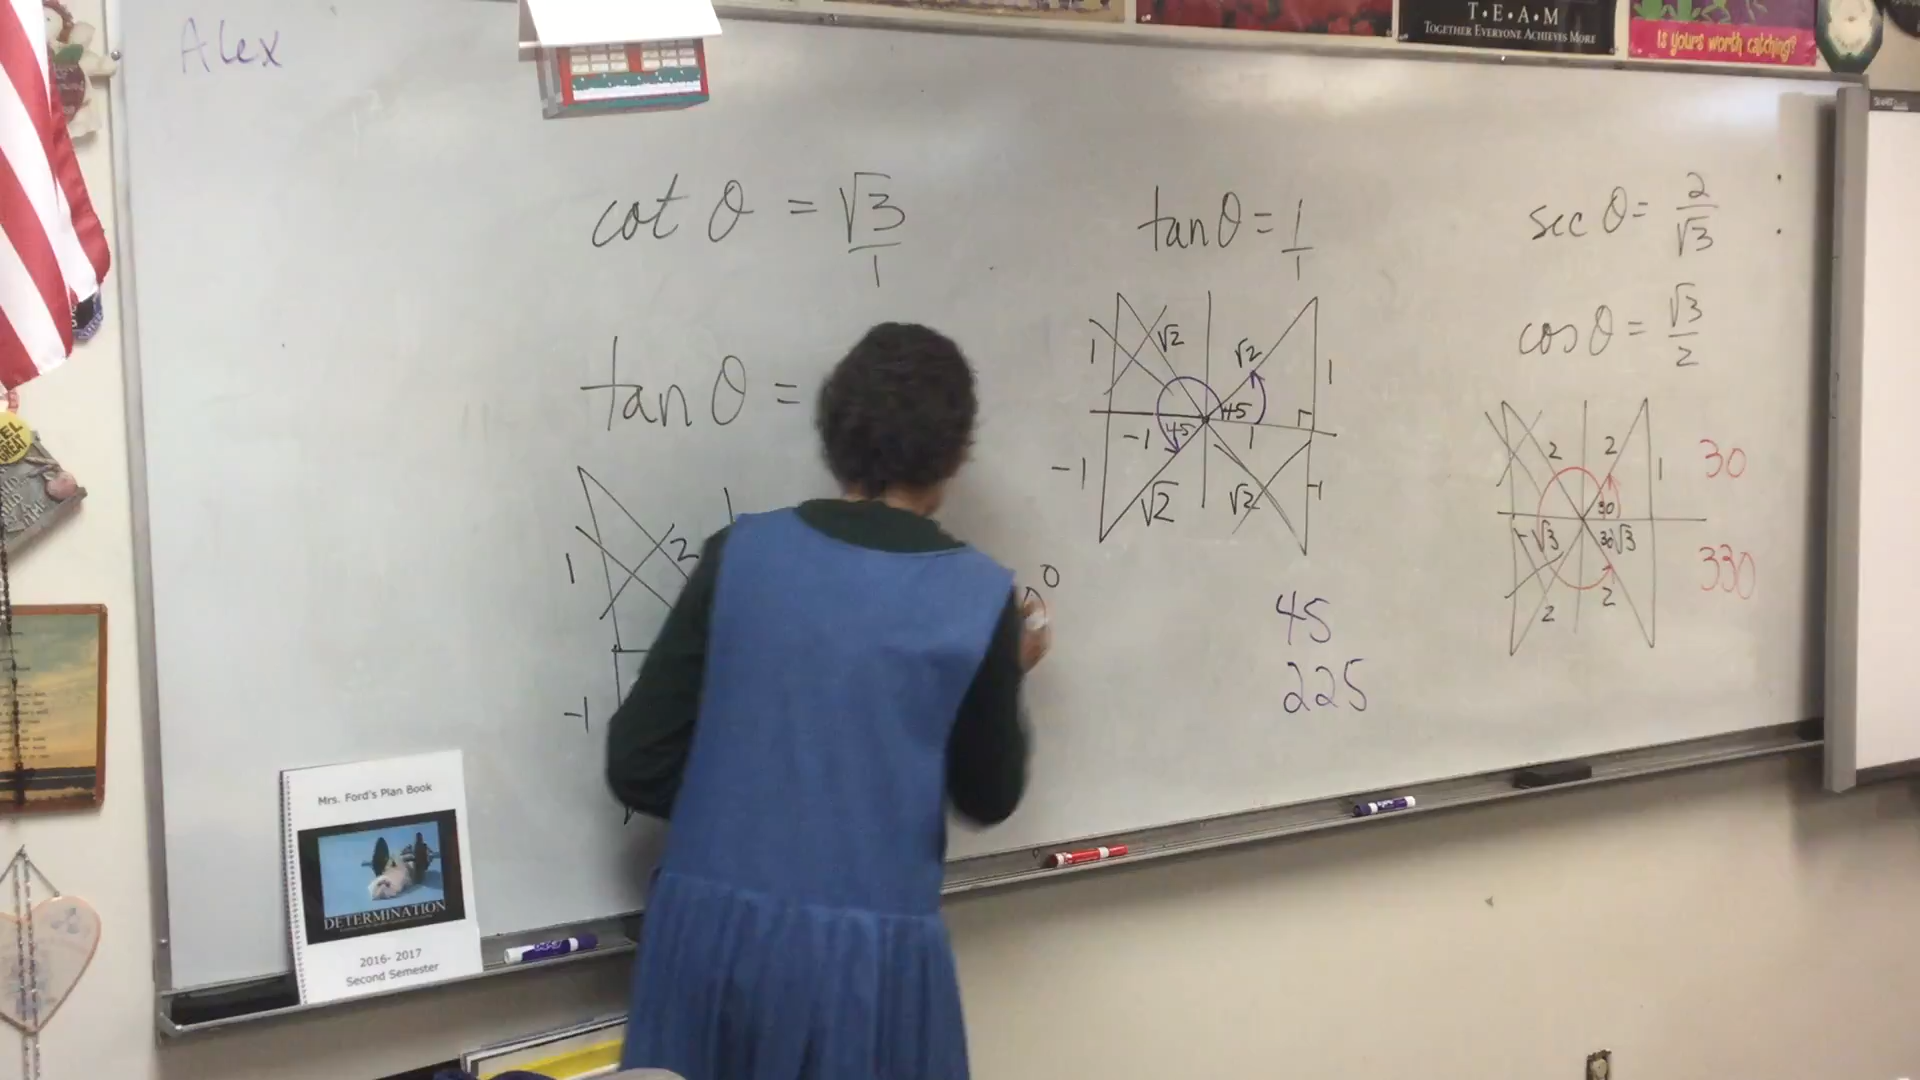 Alex
T.E.A.M
TOGETHER EVERYONE ACHIEVES MORE
Is yours worth catching?
cot θ = √3/1
tan θ =
1
2
-1
0
tan θ = 1/1
1
√2
√2
1
45
-1
45
1
-1
√2
√2
-1
45
225
sec θ = 2/√3
cos θ = √3/2
2
2
1
30
30
√3
30
√3
330
2
2
Mrs. Ford's Plan Book
DETERMINATION
2016- 2017
Second Semester